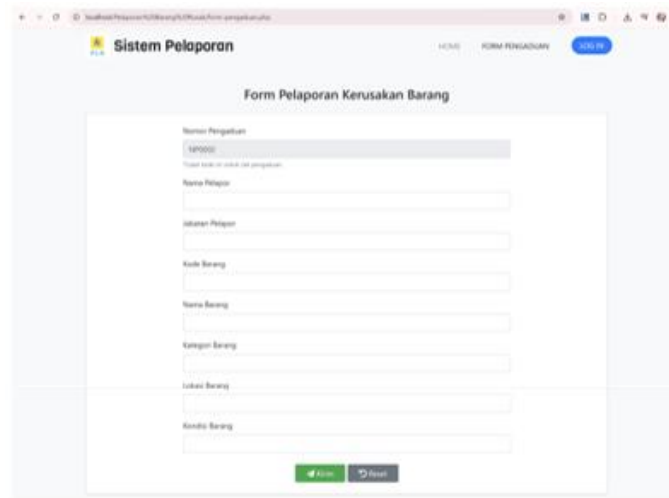 Sistem Pelaporan
HOME FORM PENGADUAN LOG IN
Form Pelaporan Kerusakan Barang
Nomor Pengaduan
Nama Pelapor
Jabatan Pelapor
Kode Barang
Nama Barang
Kategori Barang
Lokasi Barang
Kondisi Barang
Kirim Reset